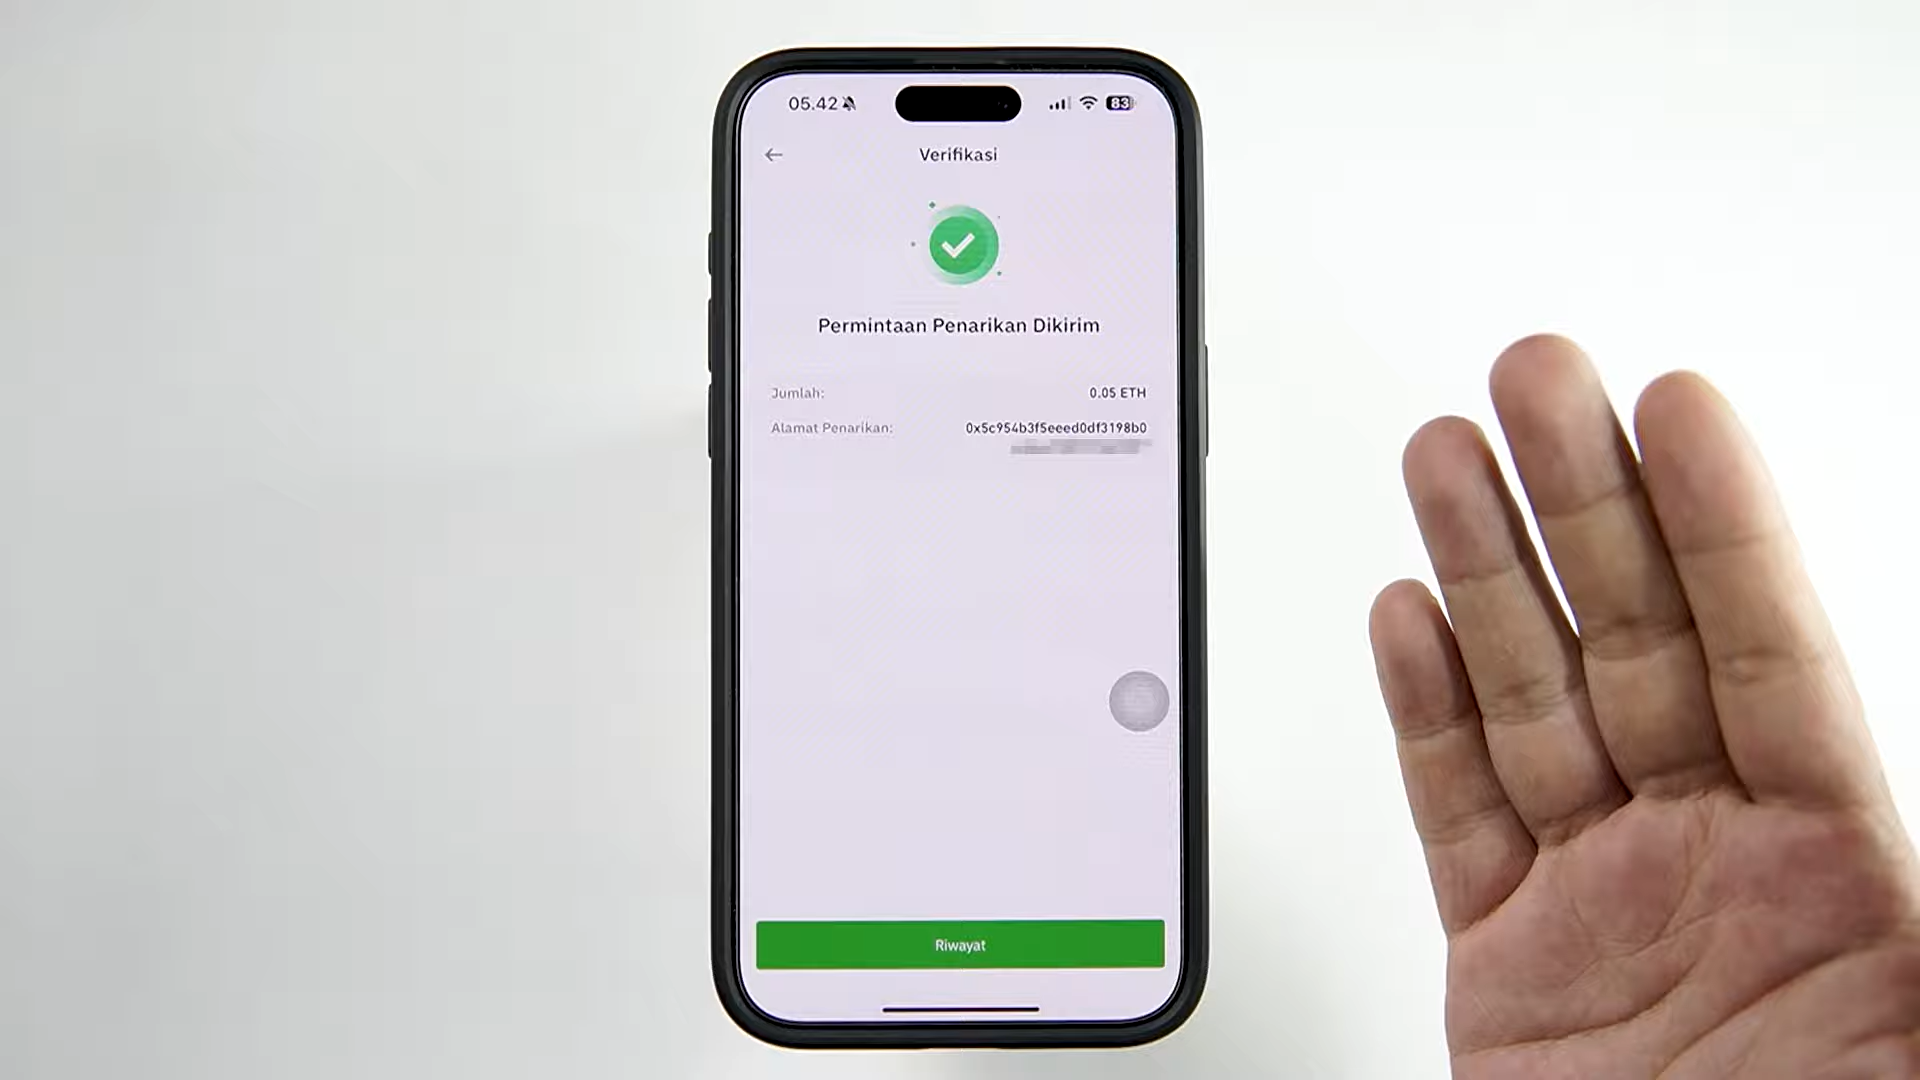 05.42
83
Verifikasi
Permintaan Penarikan Dikirim
Jumlah: 0.05 ETH
Alamat Penarikan: 0x5c954b3f5eeed0df3198b0
Riwayat